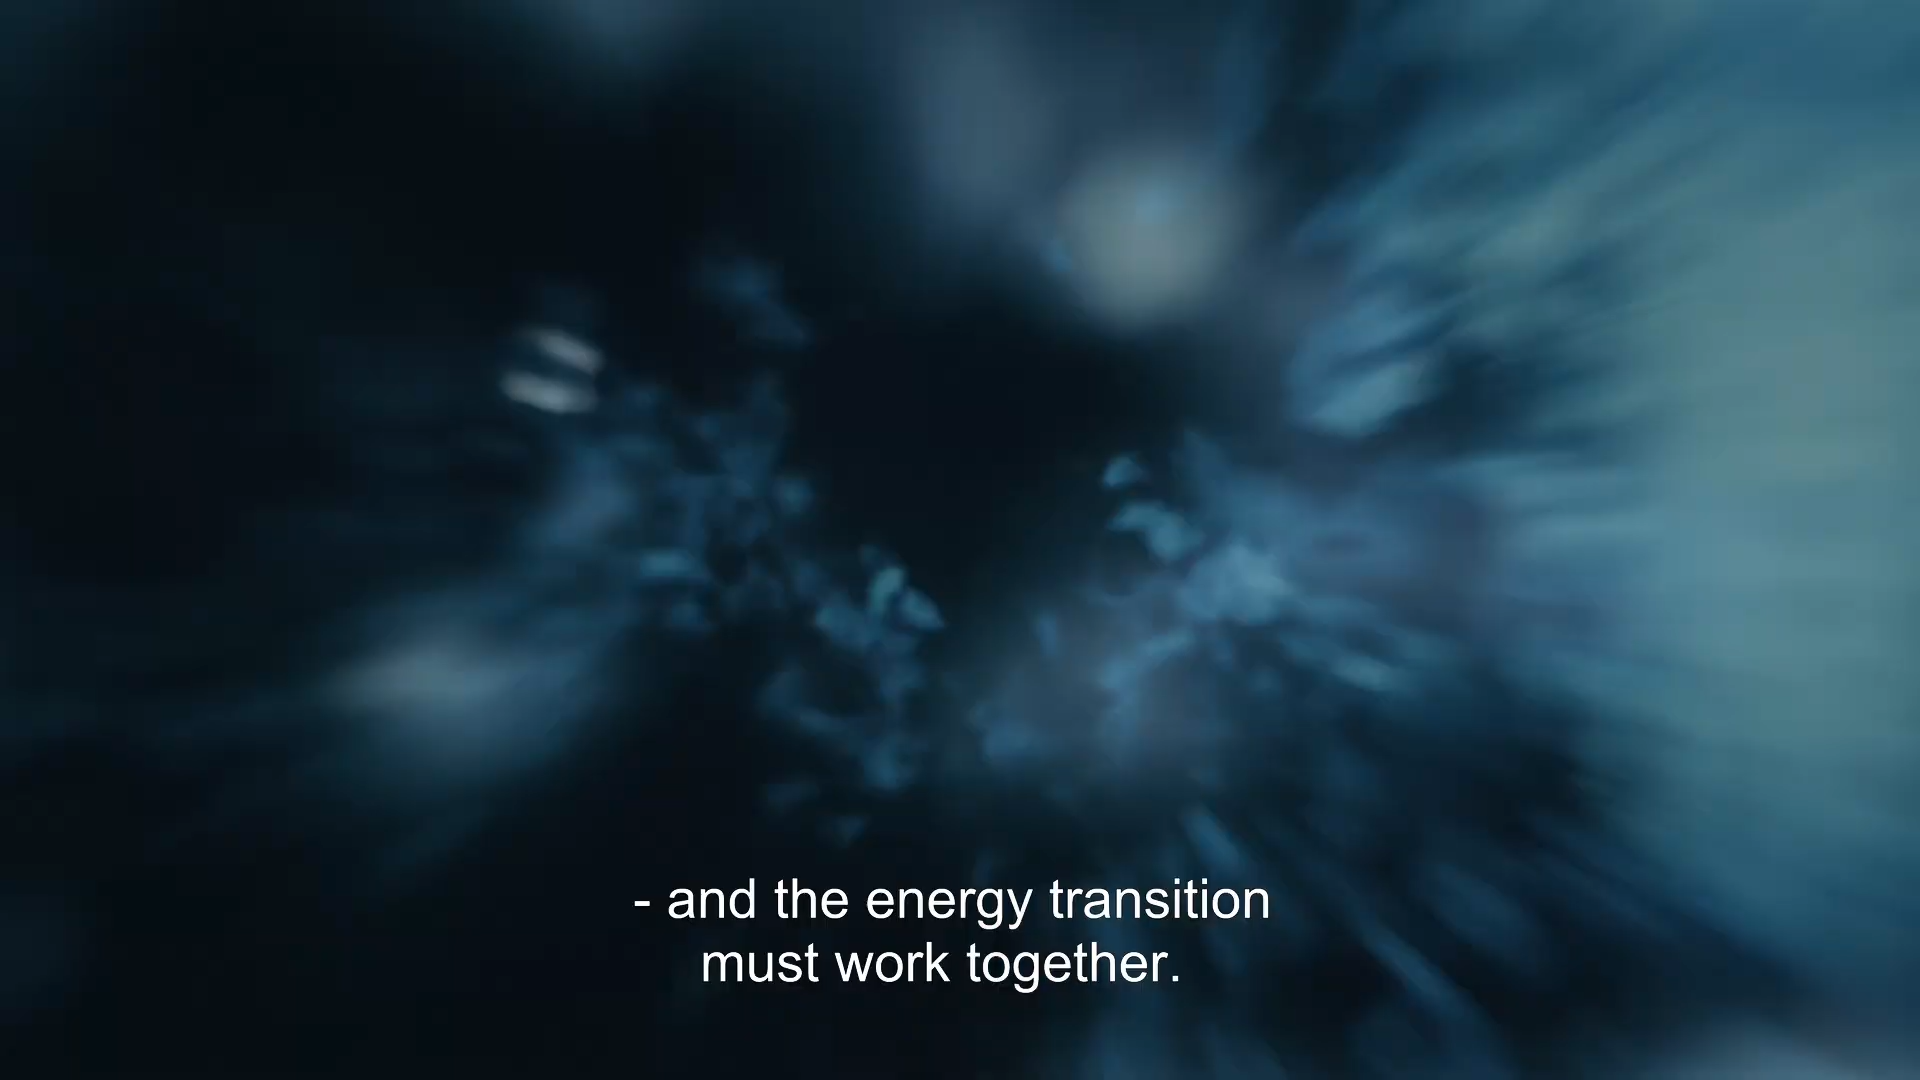 - and the energy transition
must work together.